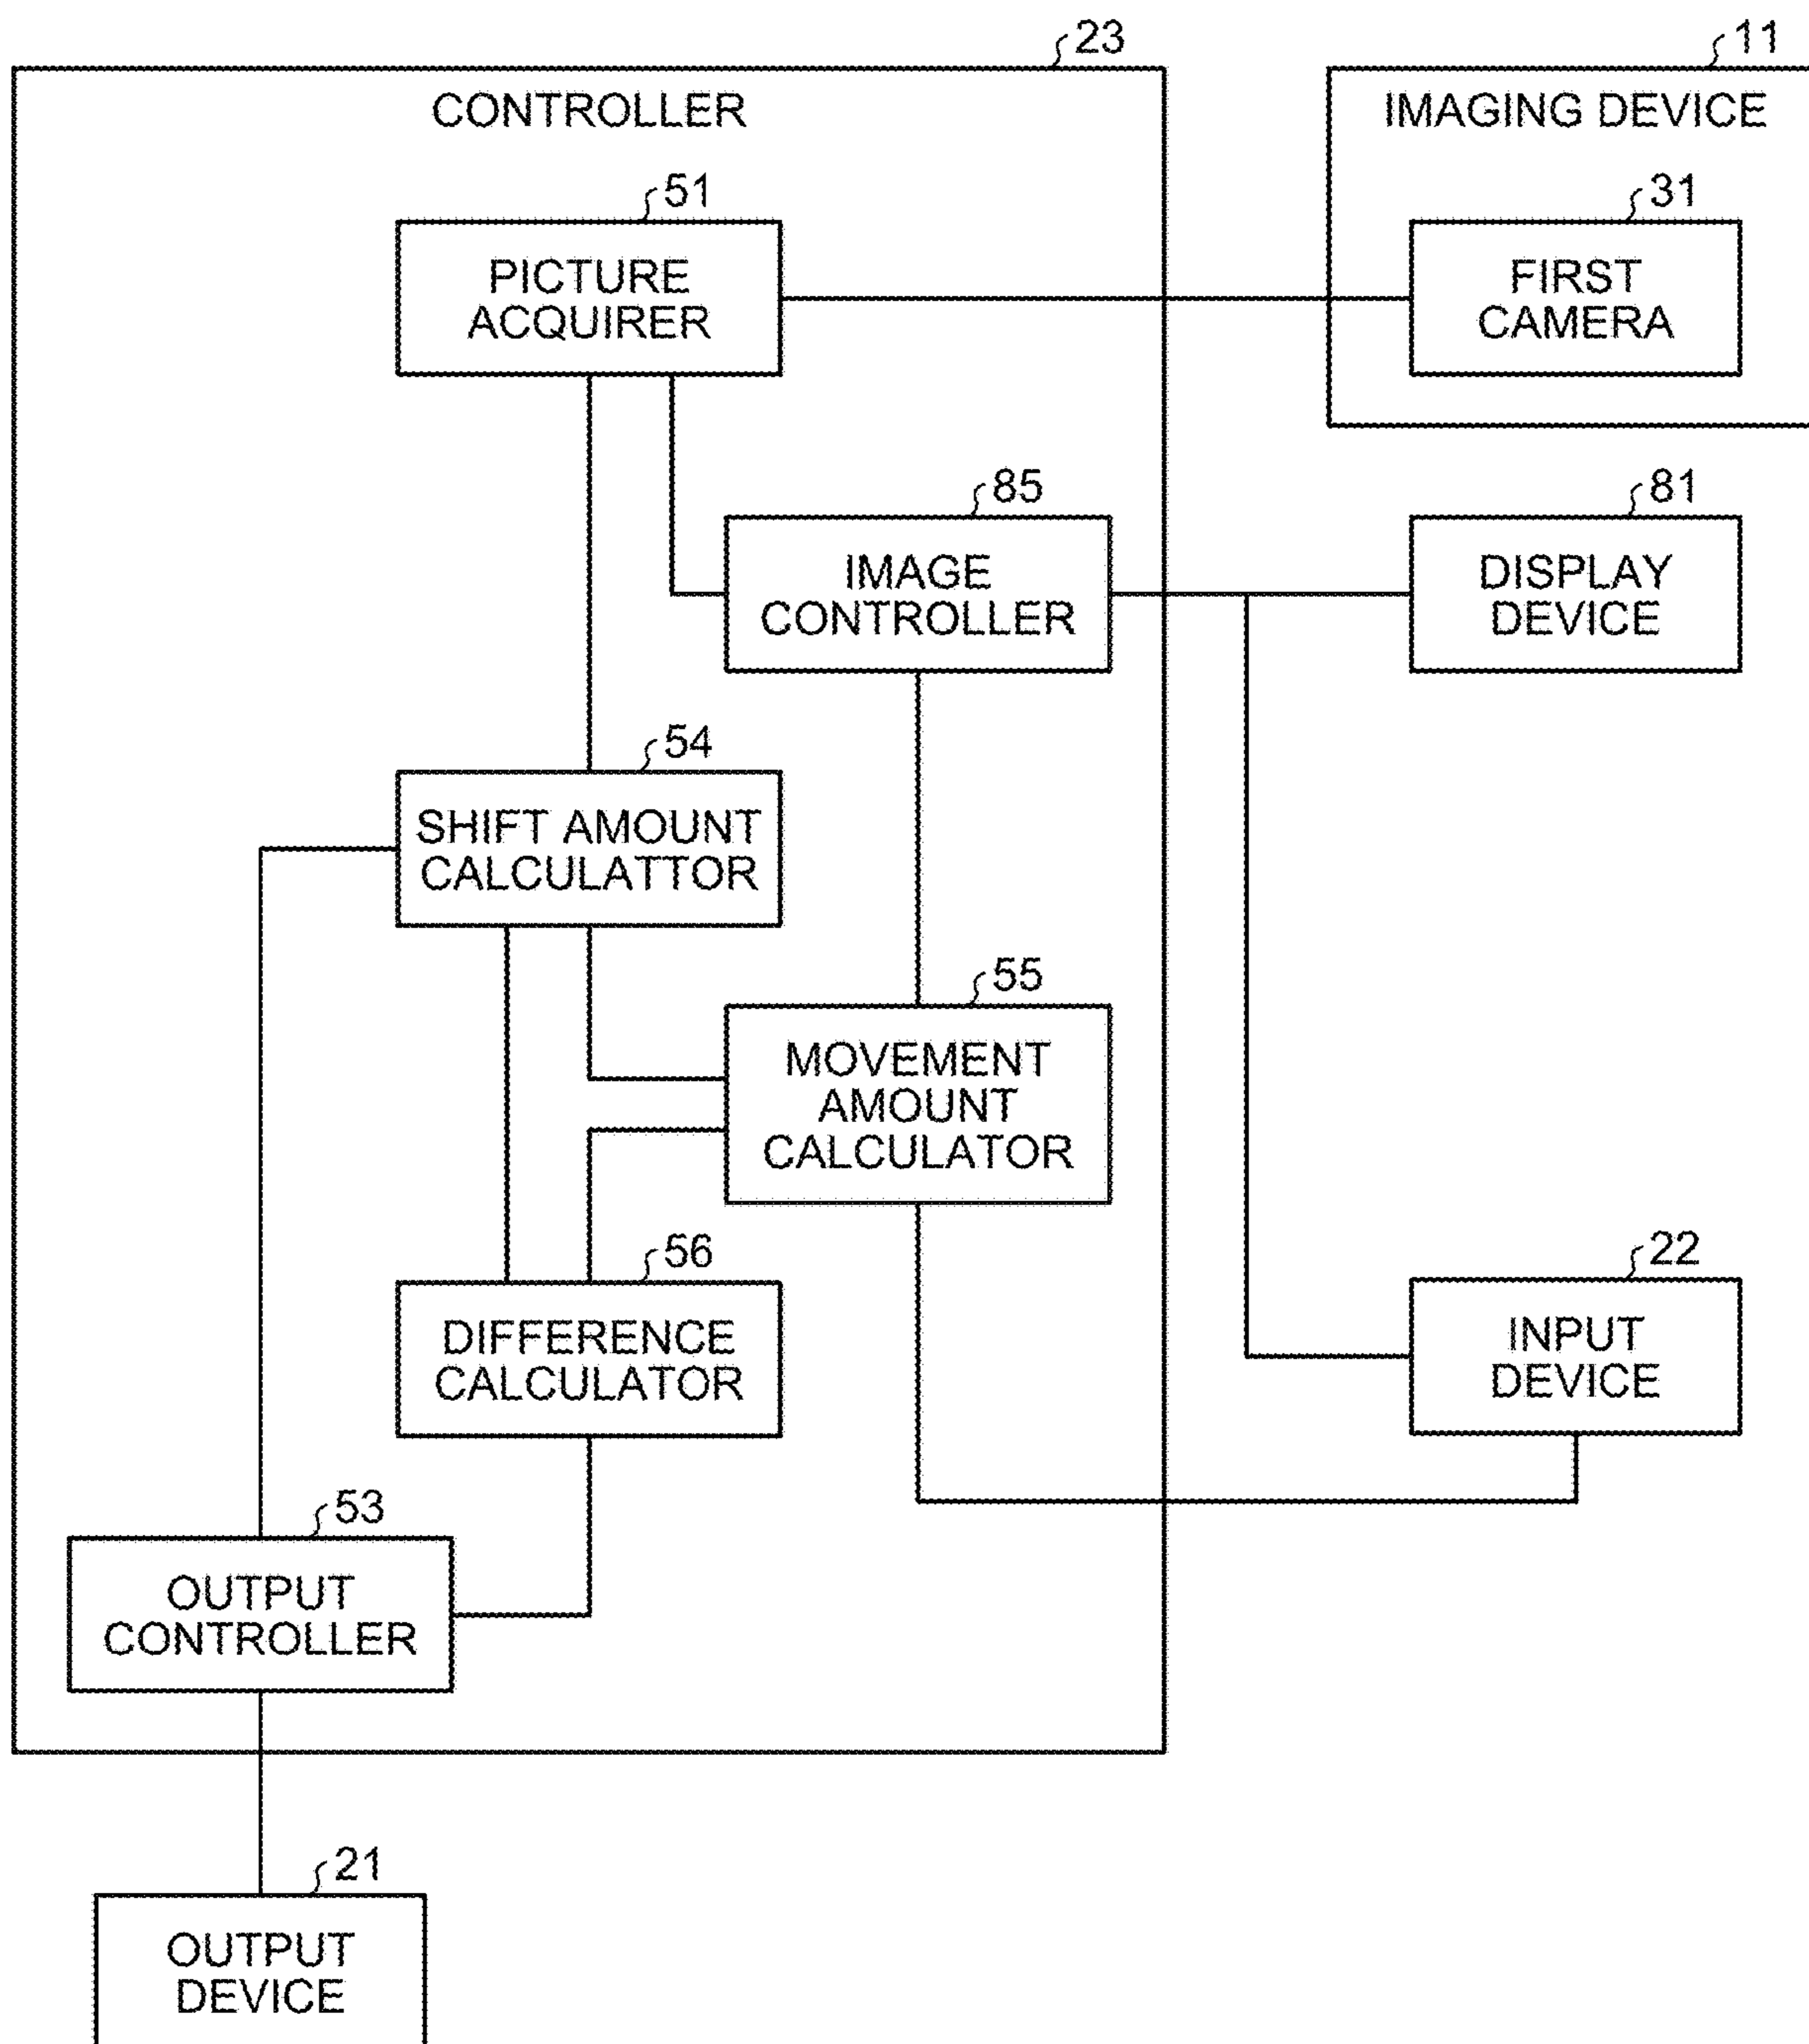 23
11
CONTROLLER
IMAGING DEVICE
51
31
PICTURE
ACQUIRER
FIRST
CAMERA
85
81
IMAGE
CONTROLLER
DISPLAY
DEVICE
54
SHIFT AMOUNT
CALCULATTOR
55
MOVEMENT
AMOUNT
CALCULATOR
56
22
DIFFERENCE
CALCULATOR
INPUT
DEVICE
53
OUTPUT
CONTROLLER
21
OUTPUT
DEVICE